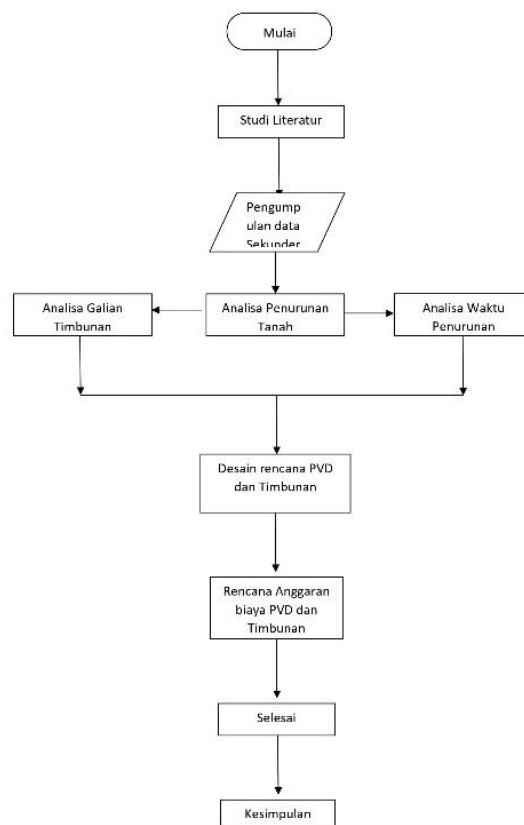 Mulai
Studi Literatur
Pengump
ulan data
Sekunder
Analisa Galian
Timbunan
Analisa Penurunan
Tanah
Analisa Waktu
Penurunan
Desain rencana PVD
dan Timbunan
Rencana Anggaran
biaya PVD dan
Timbunan
Selesai
Kesimpulan